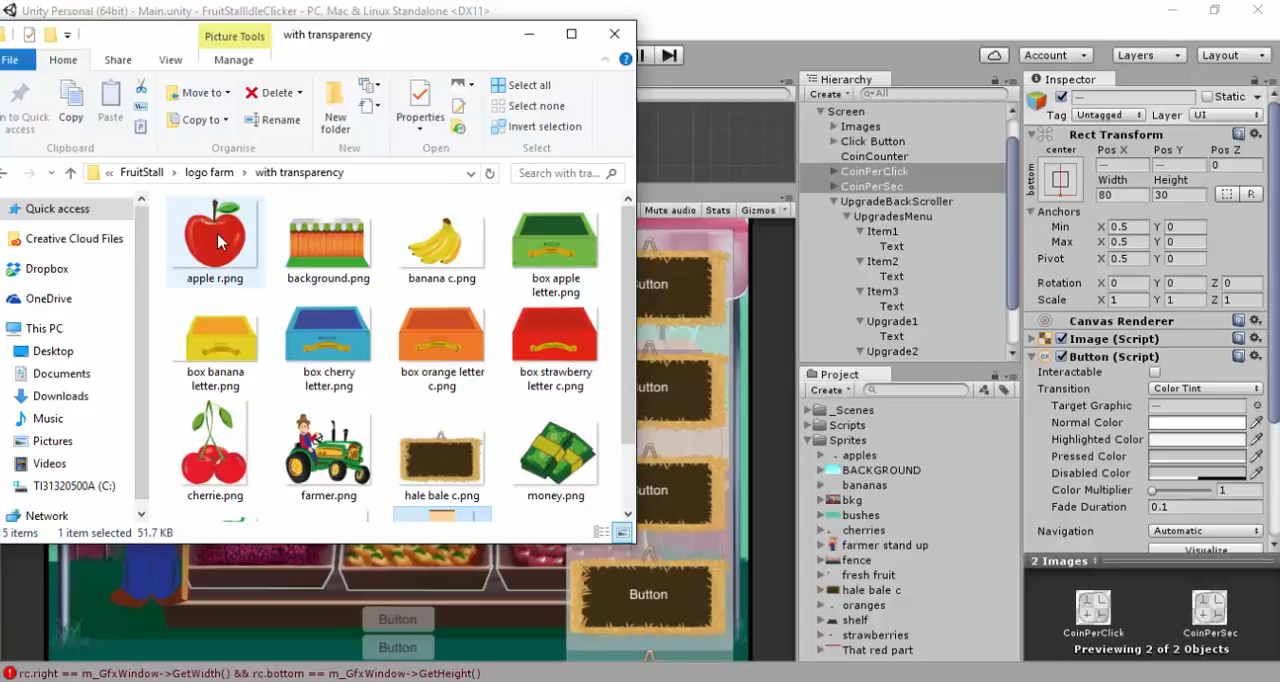 Unity Personal (64bit) - Main.unity - FruitStallIdleClicker - PC, Mac & Linux Standalone <DX11>
Picture Tools
with transparency
File
Home
Share
View
Manage
to Quick access
Copy
Paste
Clipboard
Move to
Copy to
Delete
Rename
Organise
New folder
New
Properties
Open
Select all
Select none
Invert selection
Select
FruitStall
logo farm
with transparency
Search with tra...
Quick access
Creative Cloud Files
Dropbox
OneDrive
This PC
Desktop
Documents
Downloads
Music
Pictures
Videos
TI31320500A (C:)
Network
apple r.png
background.png
banana c.png
box apple letter.png
box banana letter.png
box cherry letter.png
box orange letter c.png
box strawberry letter c.png
cherrie.png
farmer.png
hale bale c.png
money.png
5 items
1 item selected 51.7 KB
Mute audio
Stats
Gizmos
Button
Button
Button
Button
Button
Button
Account
Layers
Layout
Hierarchy
Create
All
Screen
Images
Click Button
CoinCounter
CoinPerClick
CoinPerSec
UpgradeBackScroller
UpgradesMenu
Item1
Text
Item2
Text
Item3
Text
Upgrade1
Text
Upgrade2
Project
Create
_Scenes
Scripts
Sprites
apples
BACKGROUND
bananas
bkg
bushes
cherries
farmer stand up
fence
fresh fruit
hale bale c
oranges
shelf
strawberries
That red part
Inspector
—
Static
Tag Untagged
Layer UI
Rect Transform
center
bottom
Pos X
Pos Y
Pos Z
—
—
0
Width
Height
80
30
R
Anchors
Min X 0.5 Y 0
Max X 0.5 Y 0
Pivot X 0.5 Y 0
Rotation X 0 Y 0 Z 0
Scale X 1 Y 1 Z 1
Canvas Renderer
Image (Script)
Button (Script)
Interactable
Transition Color Tint
Target Graphic —
Normal Color
Highlighted Color
Pressed Color
Disabled Color
Color Multiplier 1
Fade Duration 0.1
Navigation Automatic
Visualize
2 Images
CoinPerClick
CoinPerSec
Previewing 2 of 2 Objects
rc.right == m_GfxWindow->GetWidth() && rc.bottom == m_GfxWindow->GetHeight()